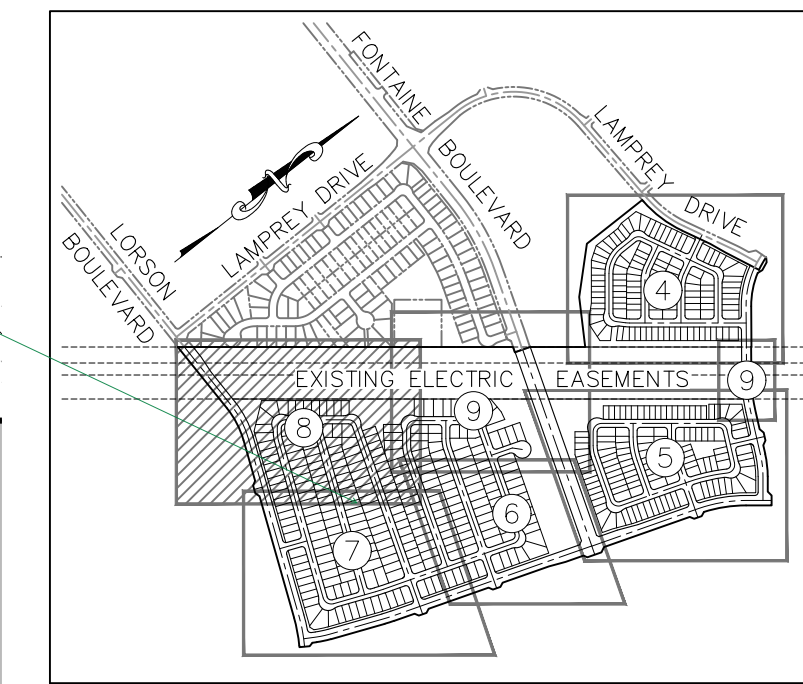 FONTAINE
BOULEVARD
LAMPREY
DRIVE
LAMPREY DRIVE
LORSON
BOULEVARD
N
4
EXISTING ELECTRIC EASEMENTS
9
8
9
5
6
7